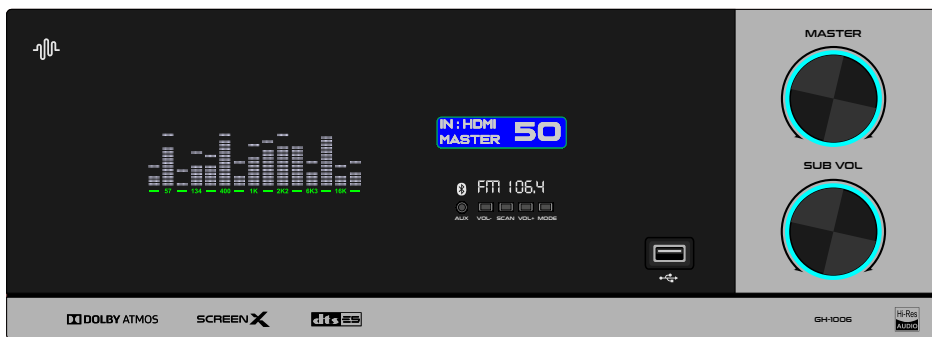 MASTER
IN : HDMI
MASTER 50
57 134 400 1K 2K2 6K3 16K
SUB VOL
FM 106.4
AUX VOL- SCAN VOL+ MODE
DOLBY ATMOS SCREEN X dts ES GH-1006 Hi-Res
AUDIO